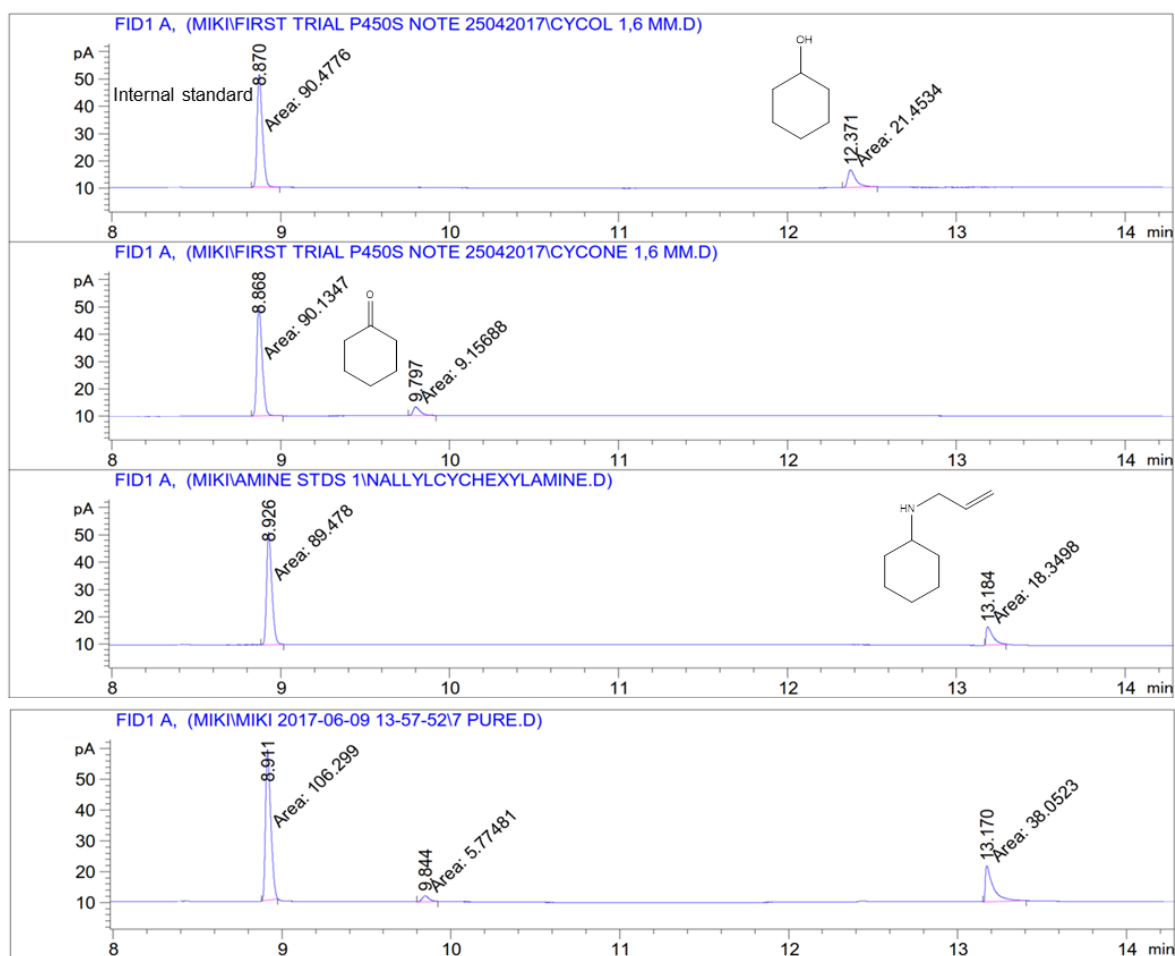 FID1 A, (MIKI\FIRST TRIAL P450S NOTE 25042017\CYCOL 1,6 MM.D)
pA
50
40
30
20
10
Internal standard
8.870
Area: 90.4776
OH
12.371
Area: 21.4534
8 9 10 11 12 13 14 min
FID1 A, (MIKI\FIRST TRIAL P450S NOTE 25042017\CYCONE 1,6 MM.D)
pA
50
40
30
20
10
8.868
Area: 90.1347
O
9.797
Area: 9.15688
8 9 10 11 12 13 14 min
FID1 A, (MIKI\AMINE STDS 1\NALLYLCYCHEXYLAMINE.D)
pA
50
40
30
20
10
8.926
Area: 89.478
HN
13.184
Area: 18.3498
8 9 10 11 12 13 14 min
FID1 A, (MIKI\MIKI 2017-06-09 13-57-52\7 PURE.D)
pA
50
40
30
20
10
8.911
Area: 106.299
9.844
Area: 5.77481
13.170
Area: 38.0523
8 9 10 11 12 13 14 min